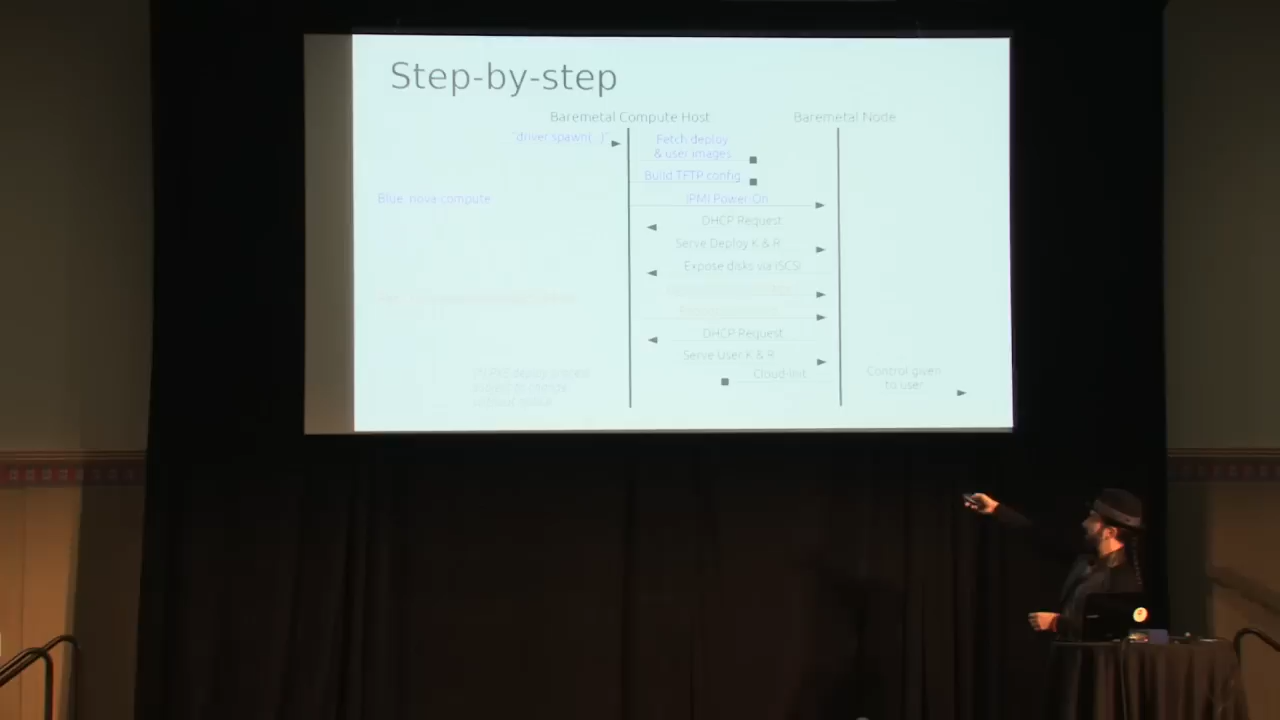 Step-by-step
Baremetal Compute Host
Baremetal Node
"driver.spawn(...)"
Fetch deploy
& user images
Build TFTP config
Blue: nova compute
IPMI Power On
DHCP Request
Serve Deploy K & R
Expose disks via iSCSI
DHCP Request
Serve User K & R
Cloud-init
Control given
to user